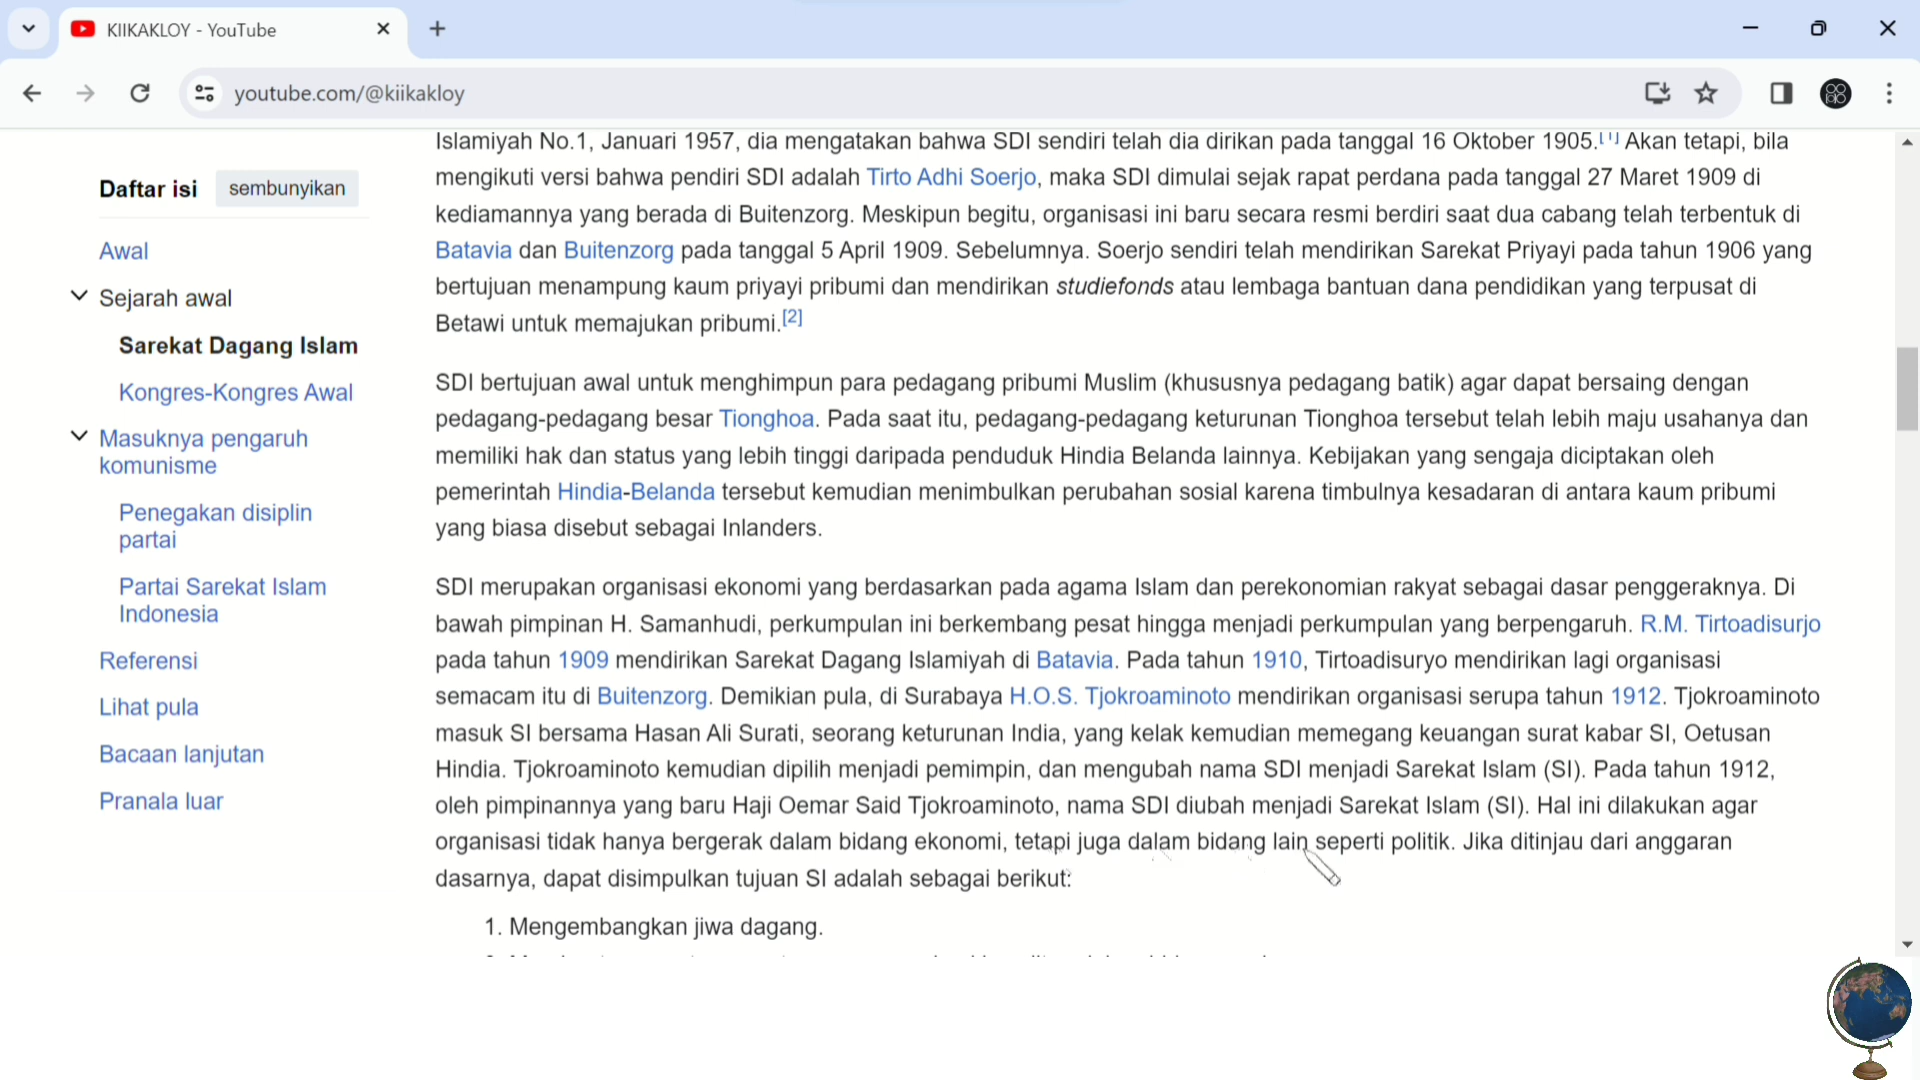 KIIKAKLOY - YouTube
youtube.com/@kiikakloy
Daftar isi sembunyikan
Awal
Sejarah awal
Sarekat Dagang Islam
Kongres-Kongres Awal
Masuknya pengaruh
komunisme
Penegakan disiplin
partai
Partai Sarekat Islam
Indonesia
Referensi
Lihat pula
Bacaan lanjutan
Pranala luar
Islamiyah No.1, Januari 1957, dia mengatakan bahwa SDI sendiri telah dia dirikan pada tanggal 16 Oktober 1905.[1] Akan tetapi, bila
mengikuti versi bahwa pendiri SDI adalah Tirto Adhi Soerjo, maka SDI dimulai sejak rapat perdana pada tanggal 27 Maret 1909 di
kediamannya yang berada di Buitenzorg. Meskipun begitu, organisasi ini baru secara resmi berdiri saat dua cabang telah terbentuk di
Batavia dan Buitenzorg pada tanggal 5 April 1909. Sebelumnya. Soerjo sendiri telah mendirikan Sarekat Priyayi pada tahun 1906 yang
bertujuan menampung kaum priyayi pribumi dan mendirikan studiefonds atau lembaga bantuan dana pendidikan yang terpusat di
Betawi untuk memajukan pribumi.[2]
SDI bertujuan awal untuk menghimpun para pedagang pribumi Muslim (khususnya pedagang batik) agar dapat bersaing dengan
pedagang-pedagang besar Tionghoa. Pada saat itu, pedagang-pedagang keturunan Tionghoa tersebut telah lebih maju usahanya dan
memiliki hak dan status yang lebih tinggi daripada penduduk Hindia Belanda lainnya. Kebijakan yang sengaja diciptakan oleh
pemerintah Hindia-Belanda tersebut kemudian menimbulkan perubahan sosial karena timbulnya kesadaran di antara kaum pribumi
yang biasa disebut sebagai Inlanders.
SDI merupakan organisasi ekonomi yang berdasarkan pada agama Islam dan perekonomian rakyat sebagai dasar penggeraknya. Di
bawah pimpinan H. Samanhudi, perkumpulan ini berkembang pesat hingga menjadi perkumpulan yang berpengaruh. R.M. Tirtoadisurjo
pada tahun 1909 mendirikan Sarekat Dagang Islamiyah di Batavia. Pada tahun 1910, Tirtoadisuryo mendirikan lagi organisasi
semacam itu di Buitenzorg. Demikian pula, di Surabaya H.O.S. Tjokroaminoto mendirikan organisasi serupa tahun 1912. Tjokroaminoto
masuk SI bersama Hasan Ali Surati, seorang keturunan India, yang kelak kemudian memegang keuangan surat kabar SI, Oetusan
Hindia. Tjokroaminoto kemudian dipilih menjadi pemimpin, dan mengubah nama SDI menjadi Sarekat Islam (SI). Pada tahun 1912,
oleh pimpinannya yang baru Haji Oemar Said Tjokroaminoto, nama SDI diubah menjadi Sarekat Islam (SI). Hal ini dilakukan agar
organisasi tidak hanya bergerak dalam bidang ekonomi, tetapi juga dalam bidang lain seperti politik. Jika ditinjau dari anggaran
dasarnya, dapat disimpulkan tujuan SI adalah sebagai berikut:
1. Mengembangkan jiwa dagang.